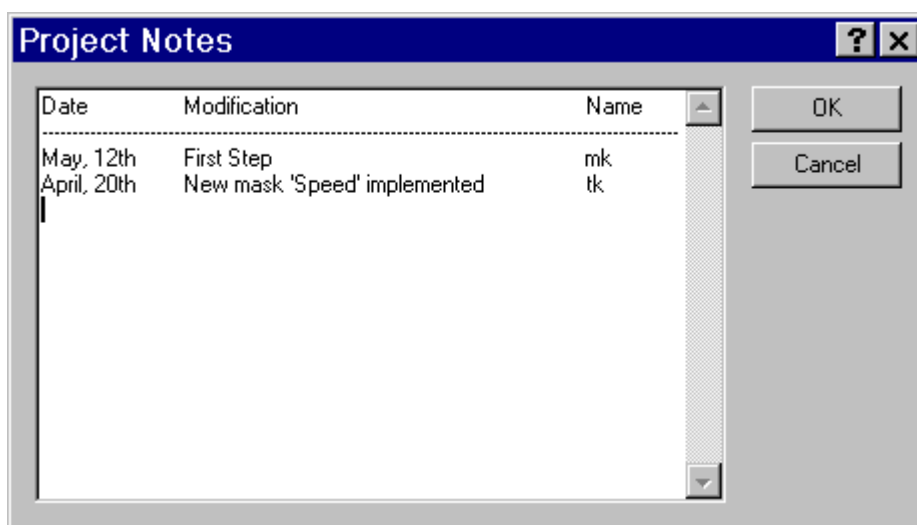 Project Notes
Date Modification Name OK
---------------------------------------------------------------------------
May, 12th First Step mk Cancel
April, 20th New mask 'Speed' implemented tk